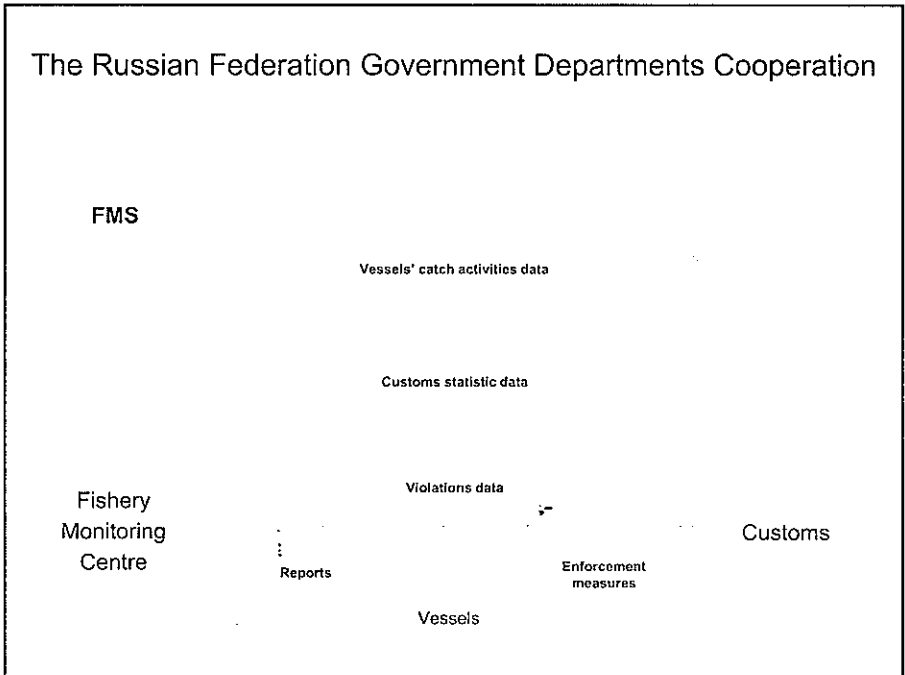 The Russian Federation Government Departments Cooperation
FMS
Vessels' catch activities data
Customs statistic data
Violations data
Fishery
Monitoring
Centre
Customs
Reports
Enforcement
measures
Vessels